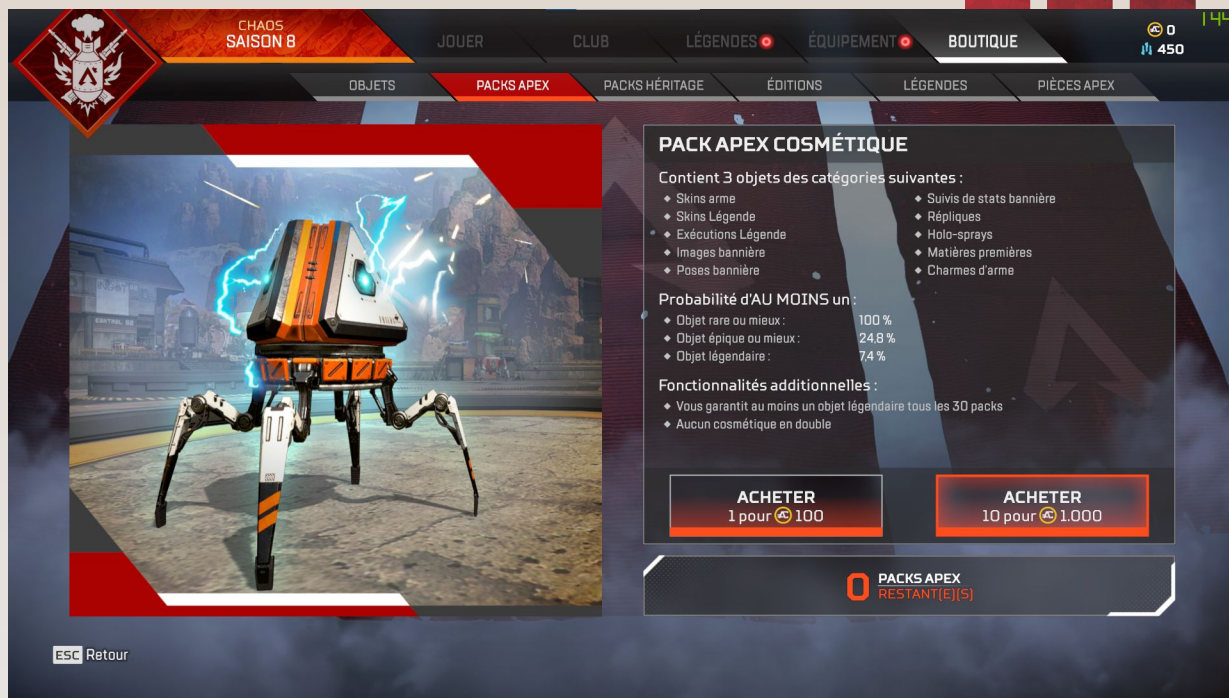 CHAOS
SAISON 8
JOUER
CLUB
LÉGENDES
ÉQUIPEMENT
BOUTIQUE
0
450
144
OBJETS
PACKS APEX
PACKS HÉRITAGE
ÉDITIONS
LÉGENDES
PIÈCES APEX
PACK APEX COSMÉTIQUE
Contient 3 objets des catégories suivantes :
Skins arme
Skins Légende
Exécutions Légende
Images bannière
Poses bannière
Suivis de stats bannière
Répliques
Holo-sprays
Matières premières
Charmes d'arme
Probabilité d'AU MOINS un :
Objet rare ou mieux : 100 %
Objet épique ou mieux : 24,8 %
Objet légendaire : 7,4 %
Fonctionnalités additionnelles :
Vous garantit au moins un objet légendaire tous les 30 packs
Aucun cosmétique en double
ACHETER
1 pour 100
ACHETER
10 pour 1.000
0 PACKS APEX
RESTANT(E)(S)
ESC Retour